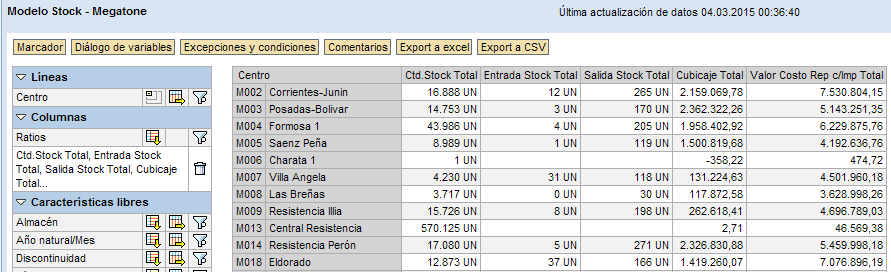 Modelo Stock - Megatone
Última actualización de datos 04.03.2015 00:36:40
Marcador Diálogo de variables Excepciones y condiciones Comentarios Export a excel Export a CSV
Líneas
Centro
Columnas
Ratios
Ctd.Stock Total, Entrada Stock
Total, Salida Stock Total, Cubicaje
Total...
Características libres
Almacén
Año natural/Mes
Discontinuidad
Centro Ctd.Stock Total Entrada Stock Total Salida Stock Total Cubicaje Total Valor Costo Rep c/Imp Total
M002 Corrientes-Junin 16.888 UN 12 UN 265 UN 2.159.069,78 7.530.804,15
M003 Posadas-Bolivar 14.753 UN 3 UN 170 UN 2.362.322,26 5.143.251,35
M004 Formosa 1 43.986 UN 4 UN 205 UN 1.958.402,92 6.229.875,76
M005 Saenz Peña 8.989 UN 1 UN 119 UN 1.500.819,68 4.192.636,76
M006 Charata 1 1 UN -358,22 474,72
M007 Villa Angela 4.230 UN 31 UN 118 UN 131.224,63 4.501.960,18
M008 Las Breñas 3.717 UN 0 UN 30 UN 117.872,58 3.628.998,26
M009 Resistencia Illia 15.726 UN 8 UN 198 UN 262.618,41 4.696.789,03
M013 Central Resistencia 570.125 UN 2,71 46.569,38
M014 Resistencia Perón 17.080 UN 5 UN 271 UN 2.326.830,88 5.459.998,18
M018 Eldorado 12.873 UN 37 UN 166 UN 1.419.260,07 7.076.896,19